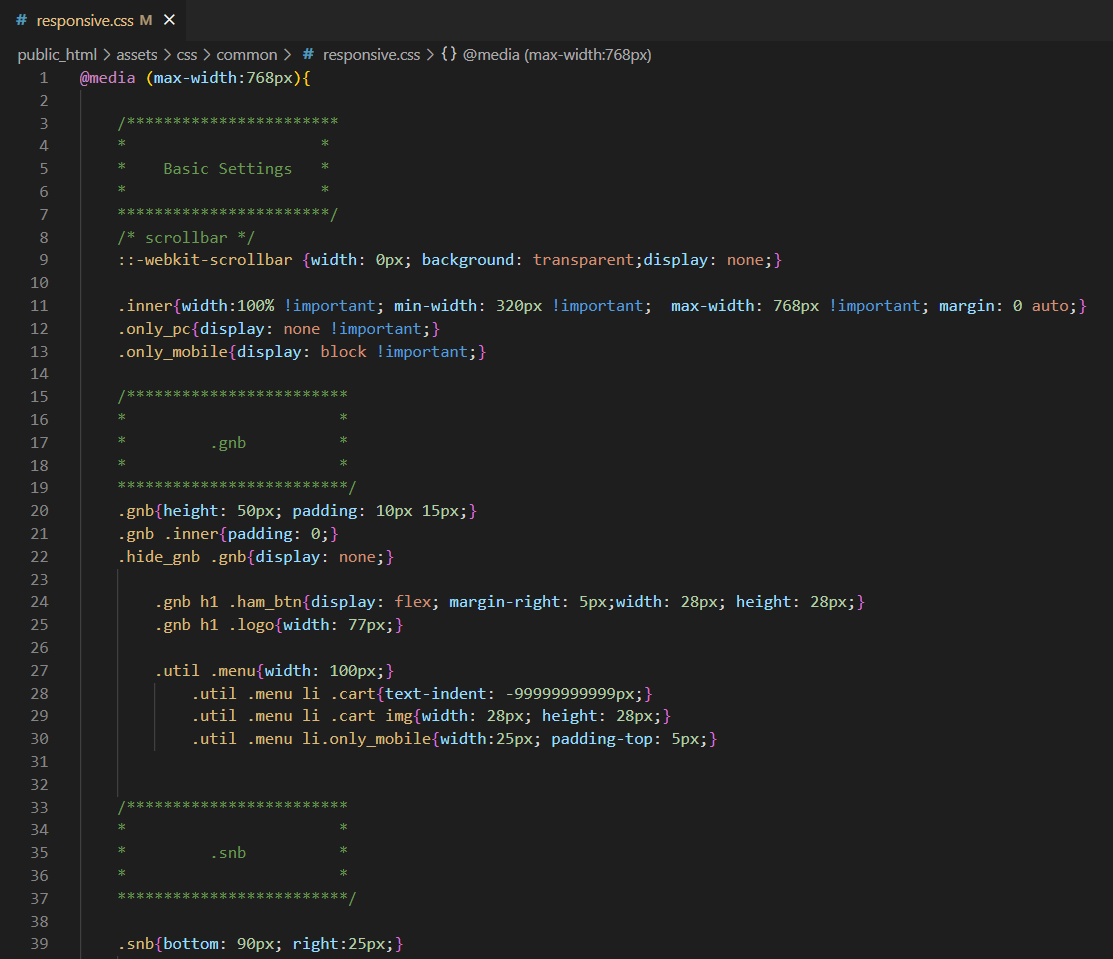 # responsive.css M ×
public_html > assets > css > common > # responsive.css > {} @media (max-width:768px)
1 @media (max-width:768px){
2
3     /***********************
4     *                     *
5     *    Basic Settings   *
6     *                     *
7     ***********************/
8     /* scrollbar */
9     ::-webkit-scrollbar {width: 0px; background: transparent;display: none;}
10
11     .inner{width:100% !important; min-width: 320px !important;  max-width: 768px !important; margin: 0 auto;}
12     .only_pc{display: none !important;}
13     .only_mobile{display: block !important;}
14
15     /************************
16     *                       *
17     *         .gnb          *
18     *                       *
19     *************************/
20     .gnb{height: 50px; padding: 10px 15px;}
21     .gnb .inner{padding: 0;}
22     .hide_gnb .gnb{display: none;}
23
24         .gnb h1 .ham_btn{display: flex; margin-right: 5px;width: 28px; height: 28px;}
25         .gnb h1 .logo{width: 77px;}
26
27         .util .menu{width: 100px;}
28             .util .menu li .cart{text-indent: -99999999999px;}
29             .util .menu li .cart img{width: 28px; height: 28px;}
30             .util .menu li.only_mobile{width:25px; padding-top: 5px;}
31
32
33     /************************
34     *                       *
35     *         .snb          *
36     *                       *
37     *************************/
38
39     .snb{bottom: 90px; right:25px;}